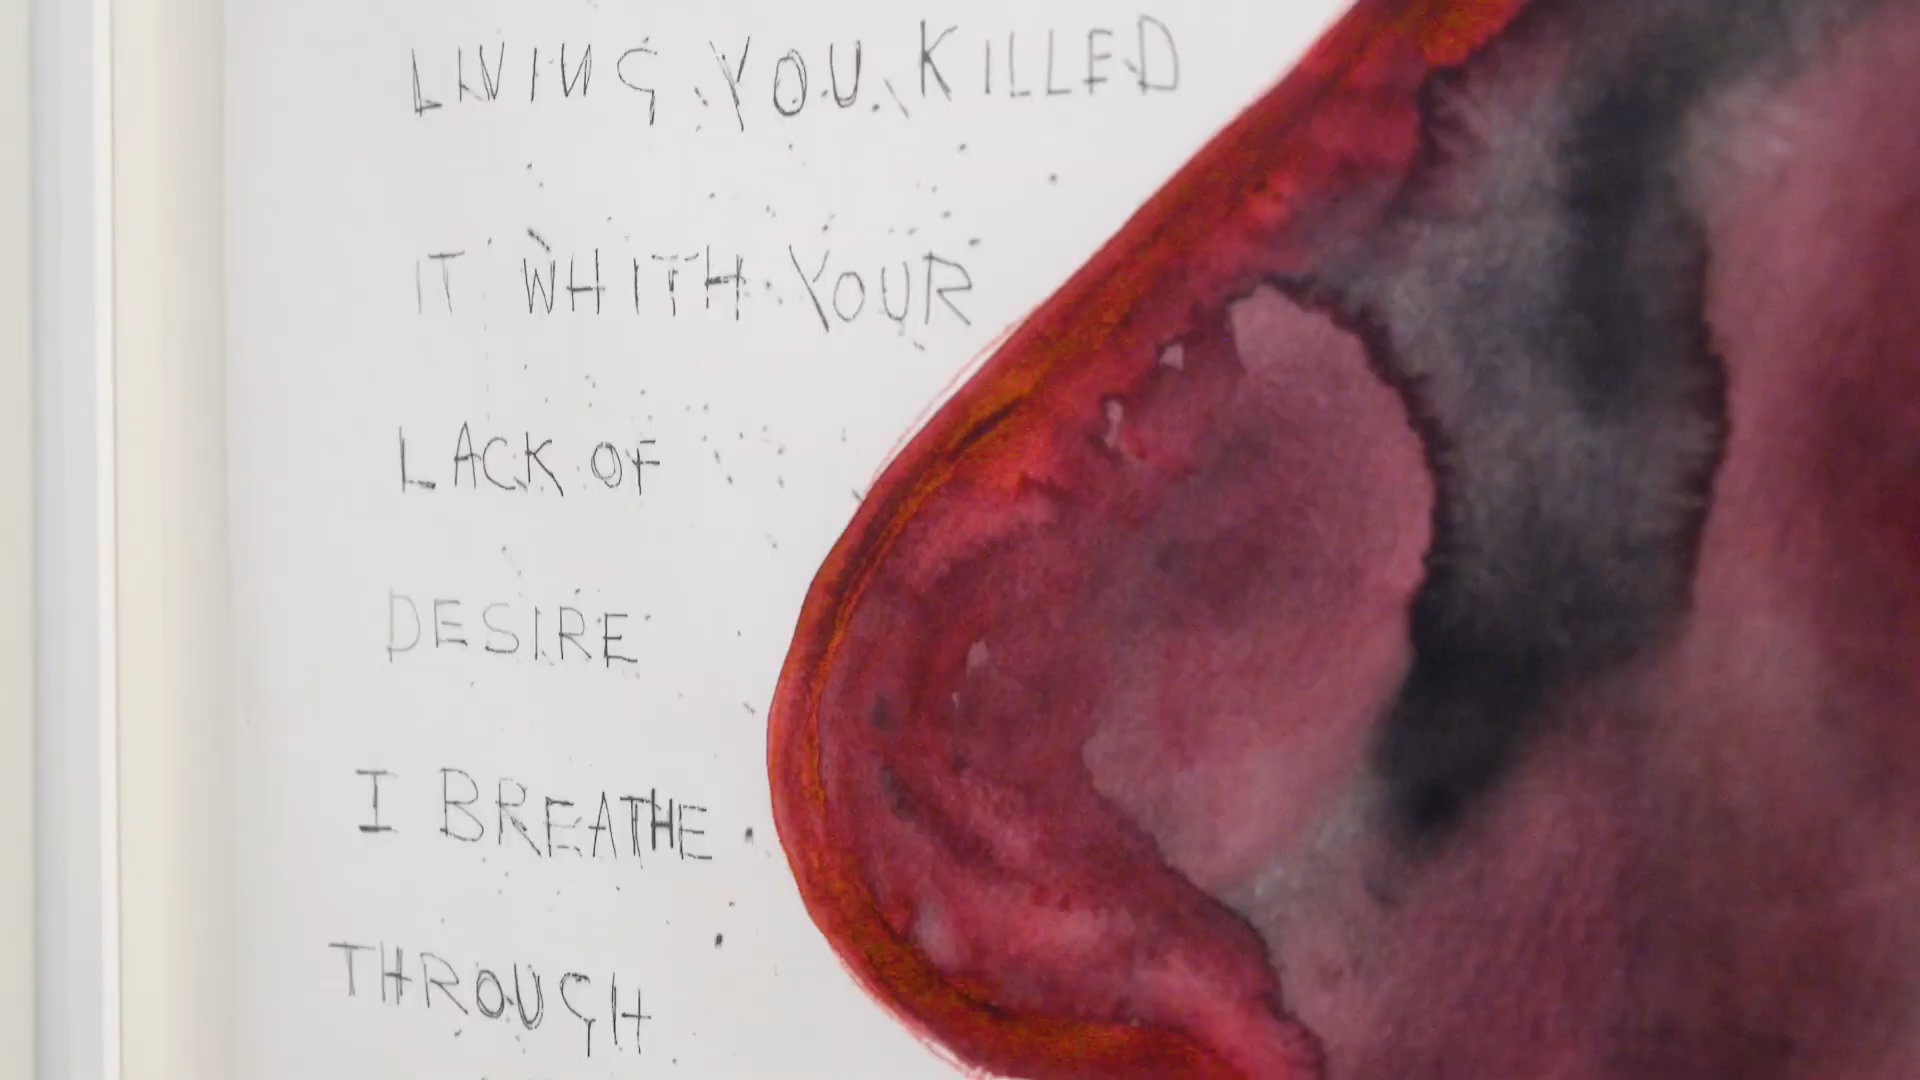 LIVING YOU KILLED
IT WHITH YOUR
LACK OF
DESIRE
I BREATHE
THROUGH